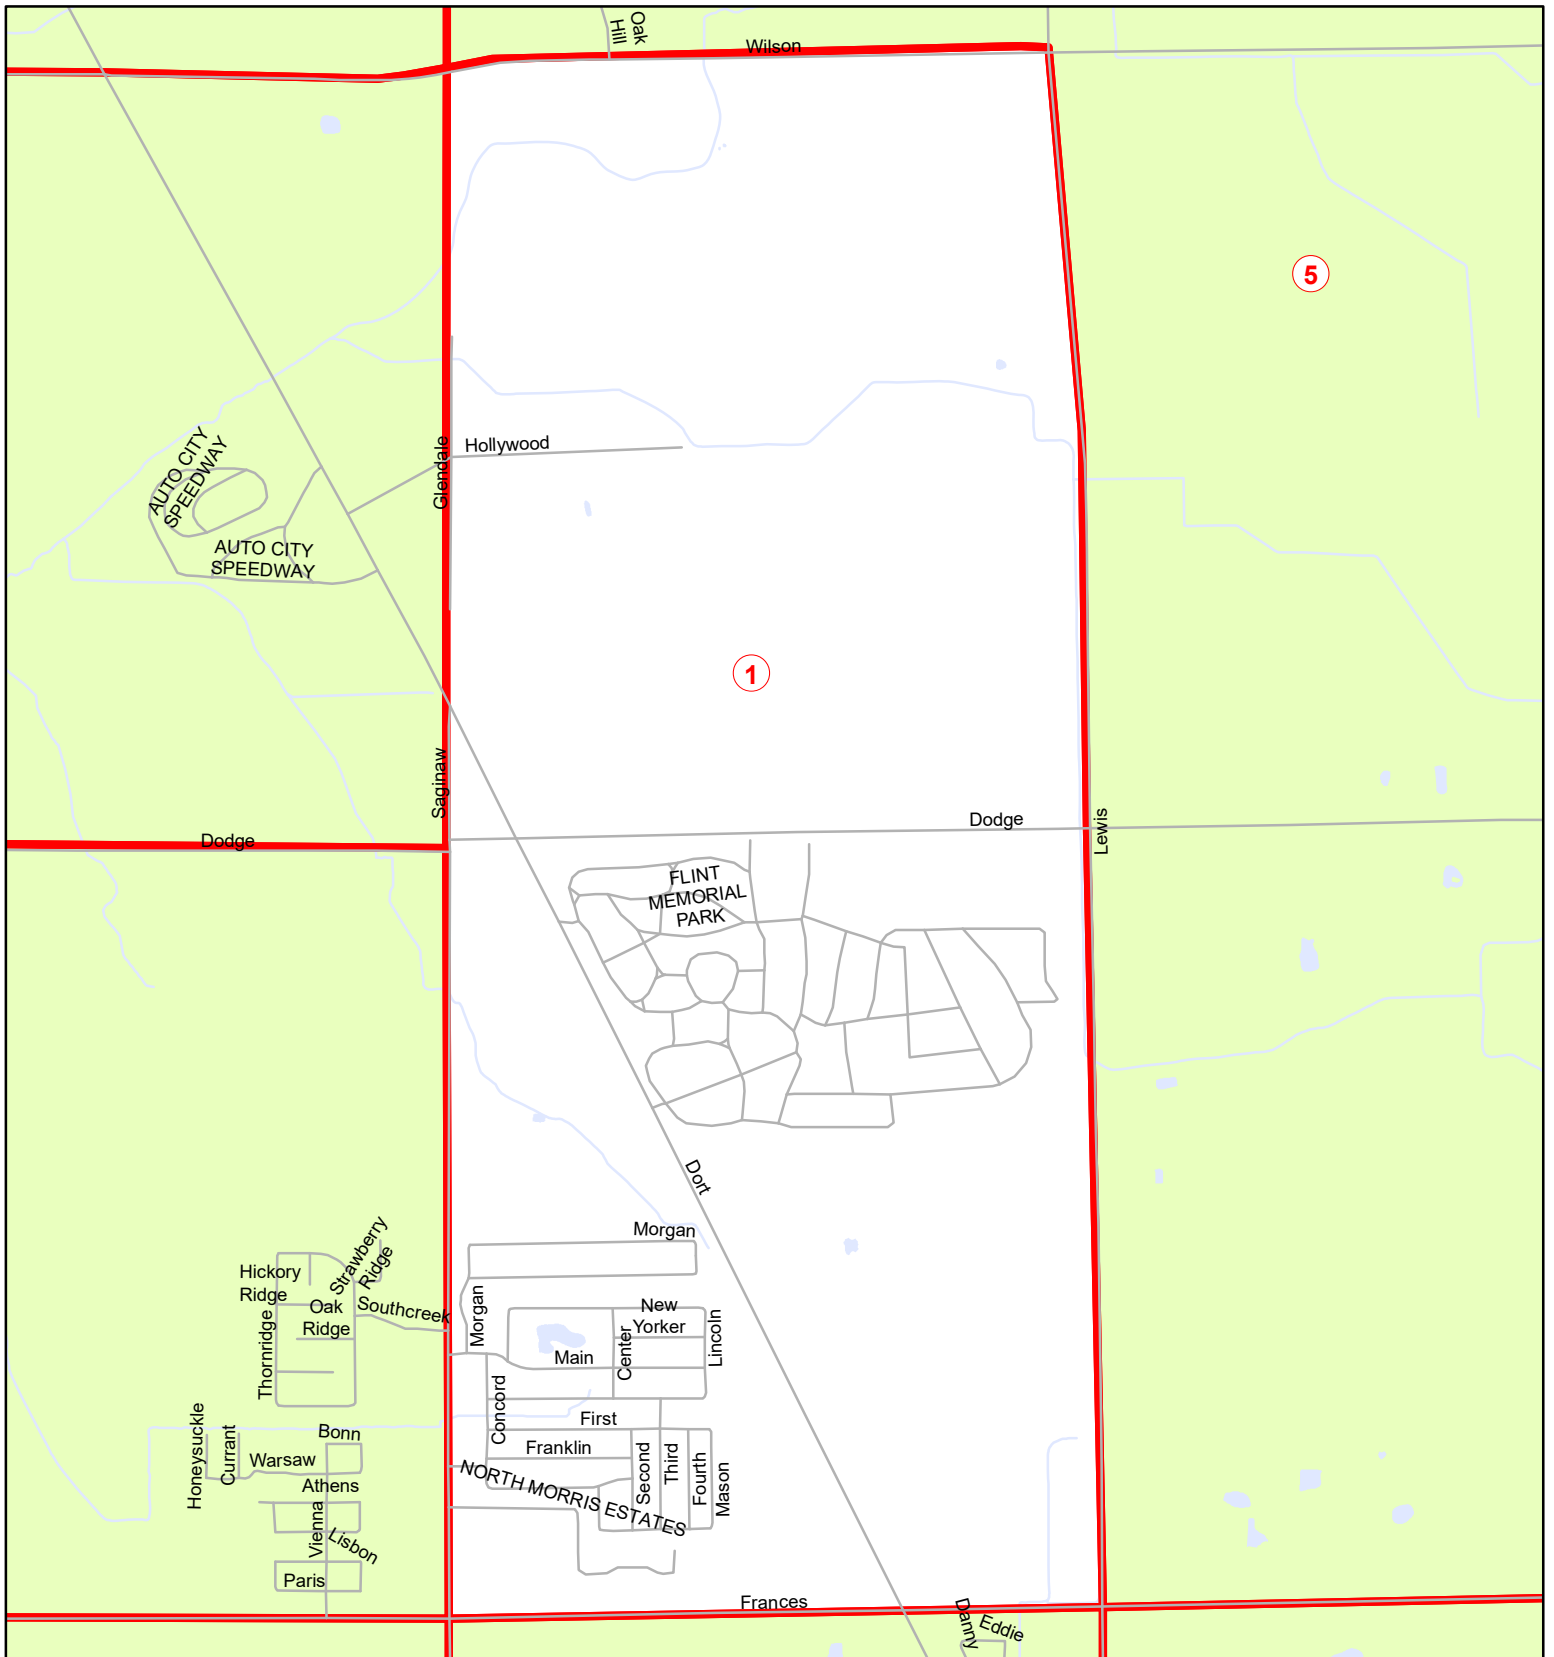 Oak
Hill
Wilson
5
Glendale
Hollywood
AUTO CITY
SPEEDWAY
AUTO CITY
SPEEDWAY
1
Saginaw
Dodge
Dodge
Lewis
FLINT
MEMORIAL
PARK
Dort
Morgan
Strawberry
Ridge
Hickory
Ridge
Oak
Ridge
Southcreek
Thornridge
Morgan
New
Yorker
Center
Lincoln
Main
Concord
First
Franklin
Second
Third
Fourth
Mason
NORTH MORRIS ESTATES
Honeysuckle
Currant
Bonn
Warsaw
Athens
Vienna
Lisbon
Paris
Frances
Danny
Eddie